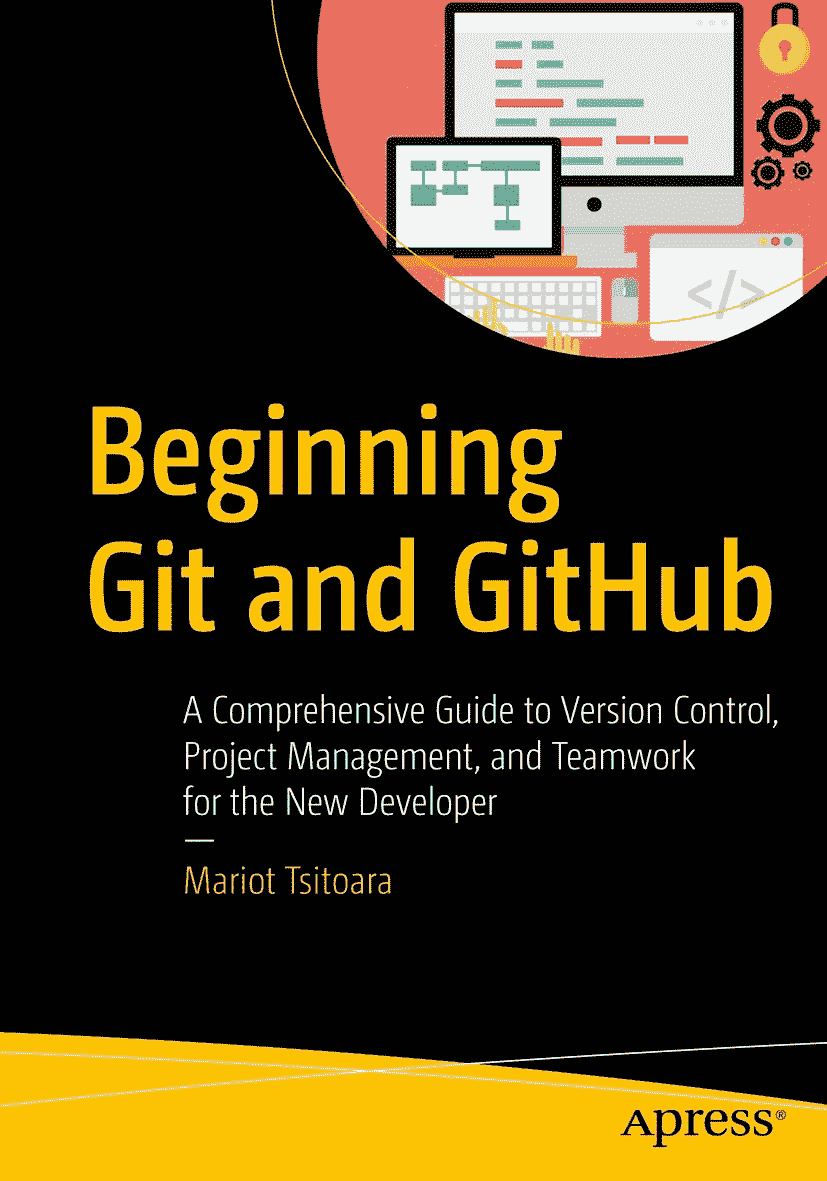 </>
Beginning
Git and GitHub
A Comprehensive Guide to Version Control,
Project Management, and Teamwork
for the New Developer
—
Mariot Tsitoara
Apress®